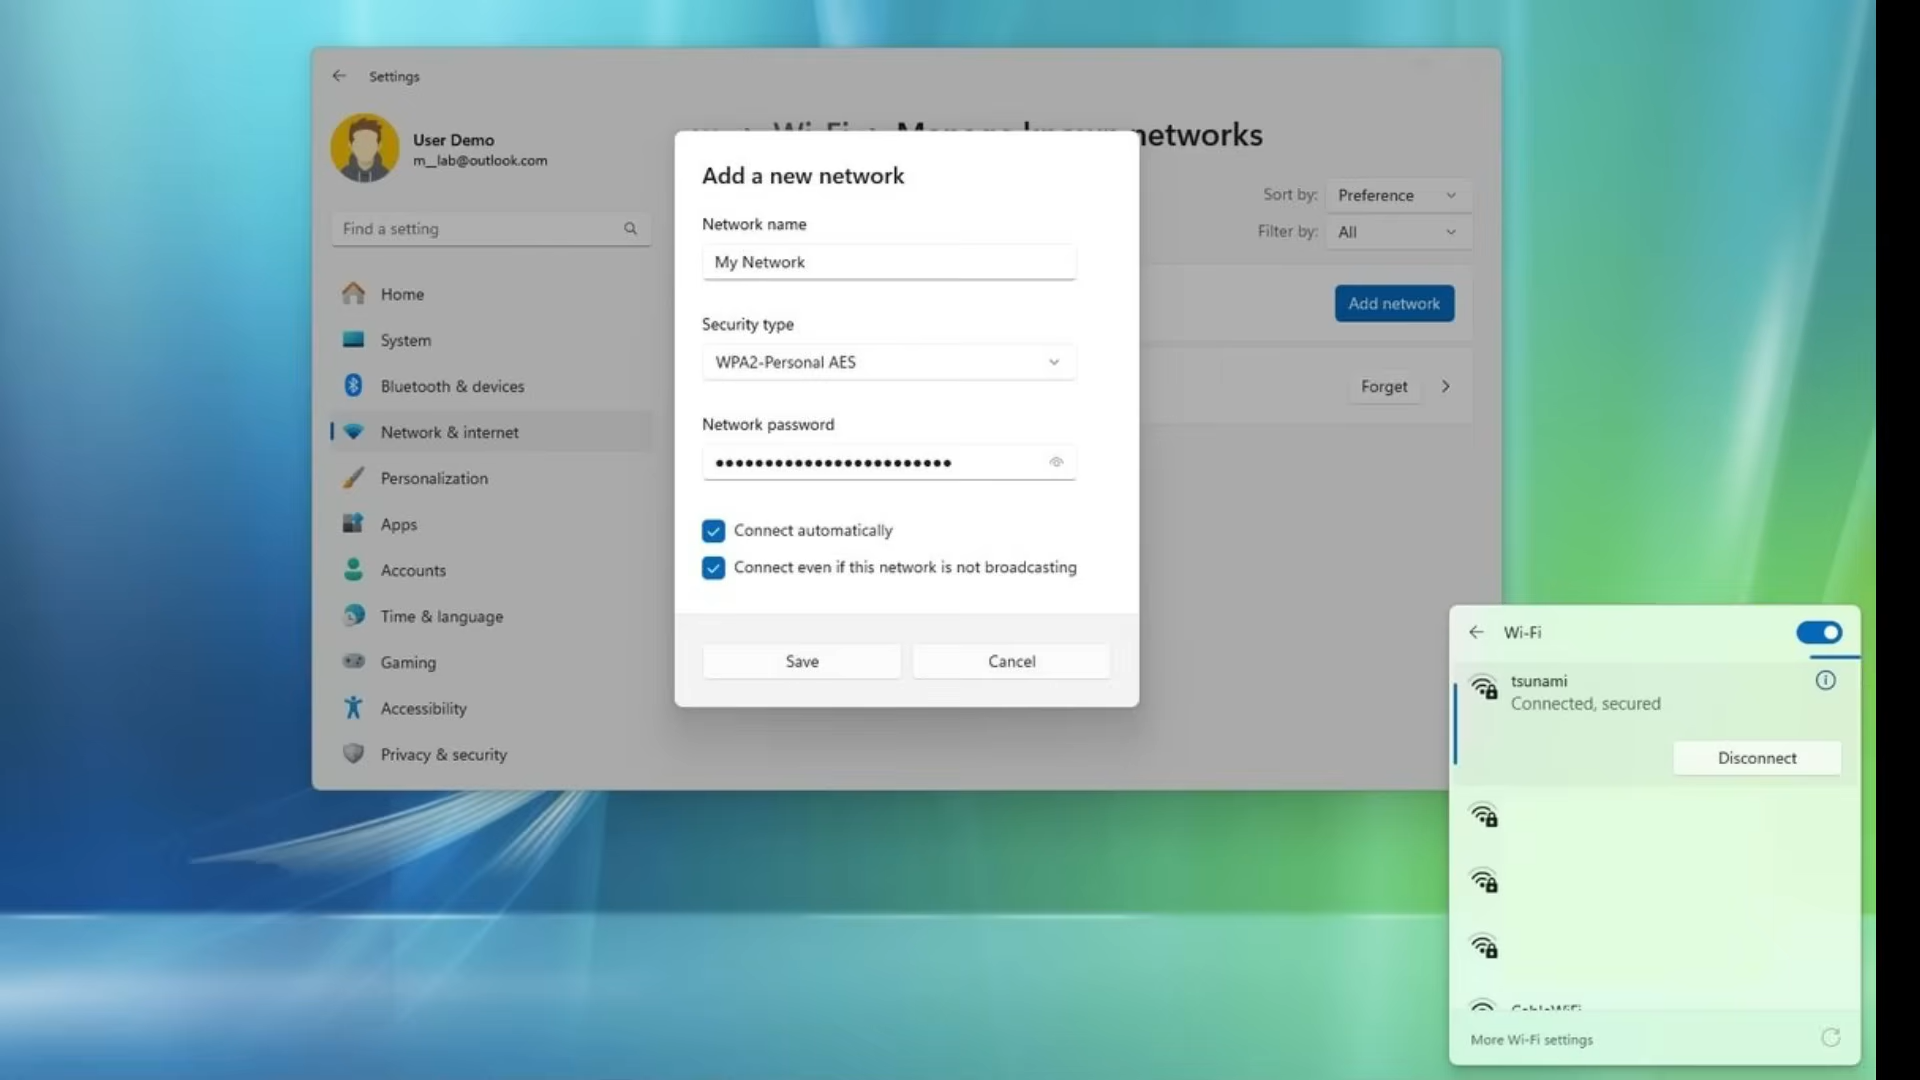 Settings
User Demo
m_lab@outlook.com
Find a setting
Home
System
Bluetooth & devices
Network & internet
Personalization
Apps
Accounts
Time & language
Gaming
Accessibility
Privacy & security
networks
Sort by: Preference
Filter by: All
Add network
Forget
Add a new network
Network name
My Network
Security type
WPA2-Personal AES
Network password
••••••••••••••••••••••••
Connect automatically
Connect even if this network is not broadcasting
Save
Cancel
Wi-Fi
tsunami
Connected, secured
Disconnect
More Wi-Fi settings